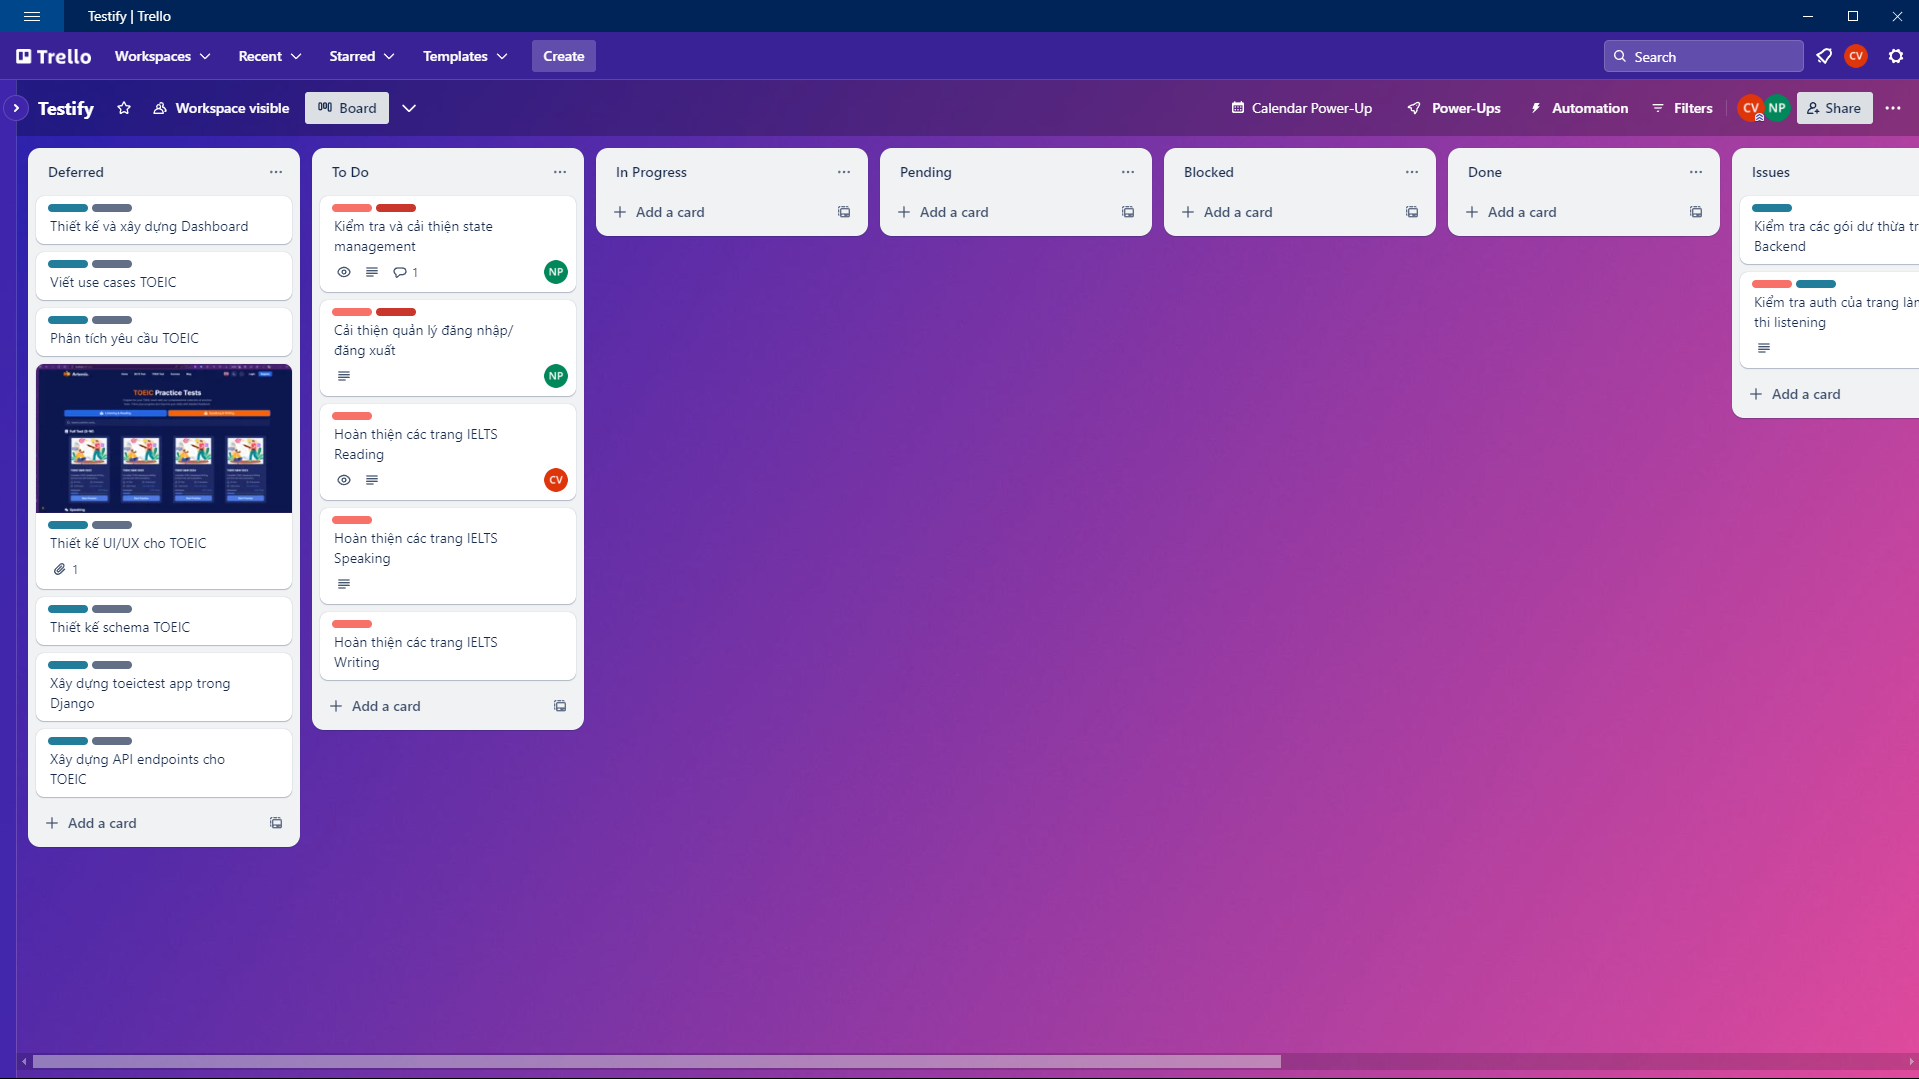 Testify | Trello
Trello
Workspaces
Recent
Starred
Templates
Create
Search
CV
Testify
Workspace visible
Board
Calendar Power-Up
Power-Ups
Automation
Filters
CV
NP
Share
Deferred
Thiết kế và xây dựng Dashboard
Viết use cases TOEIC
Phân tích yêu cầu TOEIC
TOEIC Practice Tests
Thiết kế UI/UX cho TOEIC
1
Thiết kế schema TOEIC
Xây dựng toeictest app trong
Django
Xây dựng API endpoints cho
TOEIC
Add a card
To Do
Kiểm tra và cải thiện state
management
1
NP
Cải thiện quản lý đăng nhập/
đăng xuất
NP
Hoàn thiện các trang IELTS
Reading
CV
Hoàn thiện các trang IELTS
Speaking
Hoàn thiện các trang IELTS
Writing
Add a card
In Progress
Add a card
Pending
Add a card
Blocked
Add a card
Done
Add a card
Issues
Kiểm tra các gói dư thừa tr
Backend
Kiểm tra auth của trang làm
thi listening
Add a card